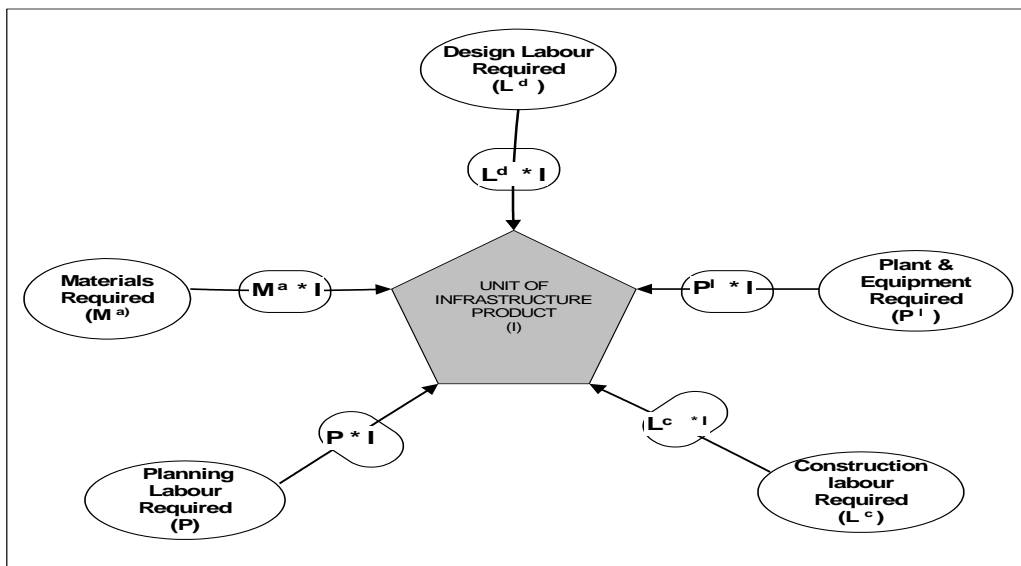 Design Labour
Required
(L d )
L d * I
Materials
Required
(M a)
M a * I
UNIT OF
INFRASTRUCTURE
PRODUCT
(I)
P l * I
Plant &
Equipment
Required
(P l )
P * I
L c * I
Planning
Labour
Required
(P)
Construction
labour
Required
(L c )